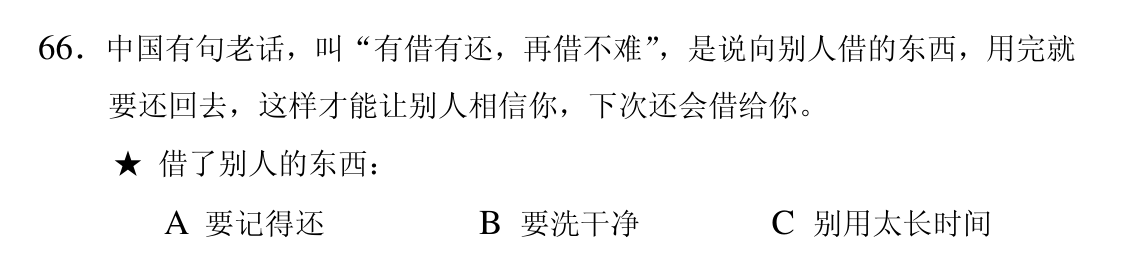 66．中国有句老话，叫“有借有还，再借不难”，是说向别人借的东西，用完就
要还回去，这样才能让别人相信你，下次还会借给你。
★ 借了别人的东西：
A 要记得还 B 要洗干净 C 别用太长时间